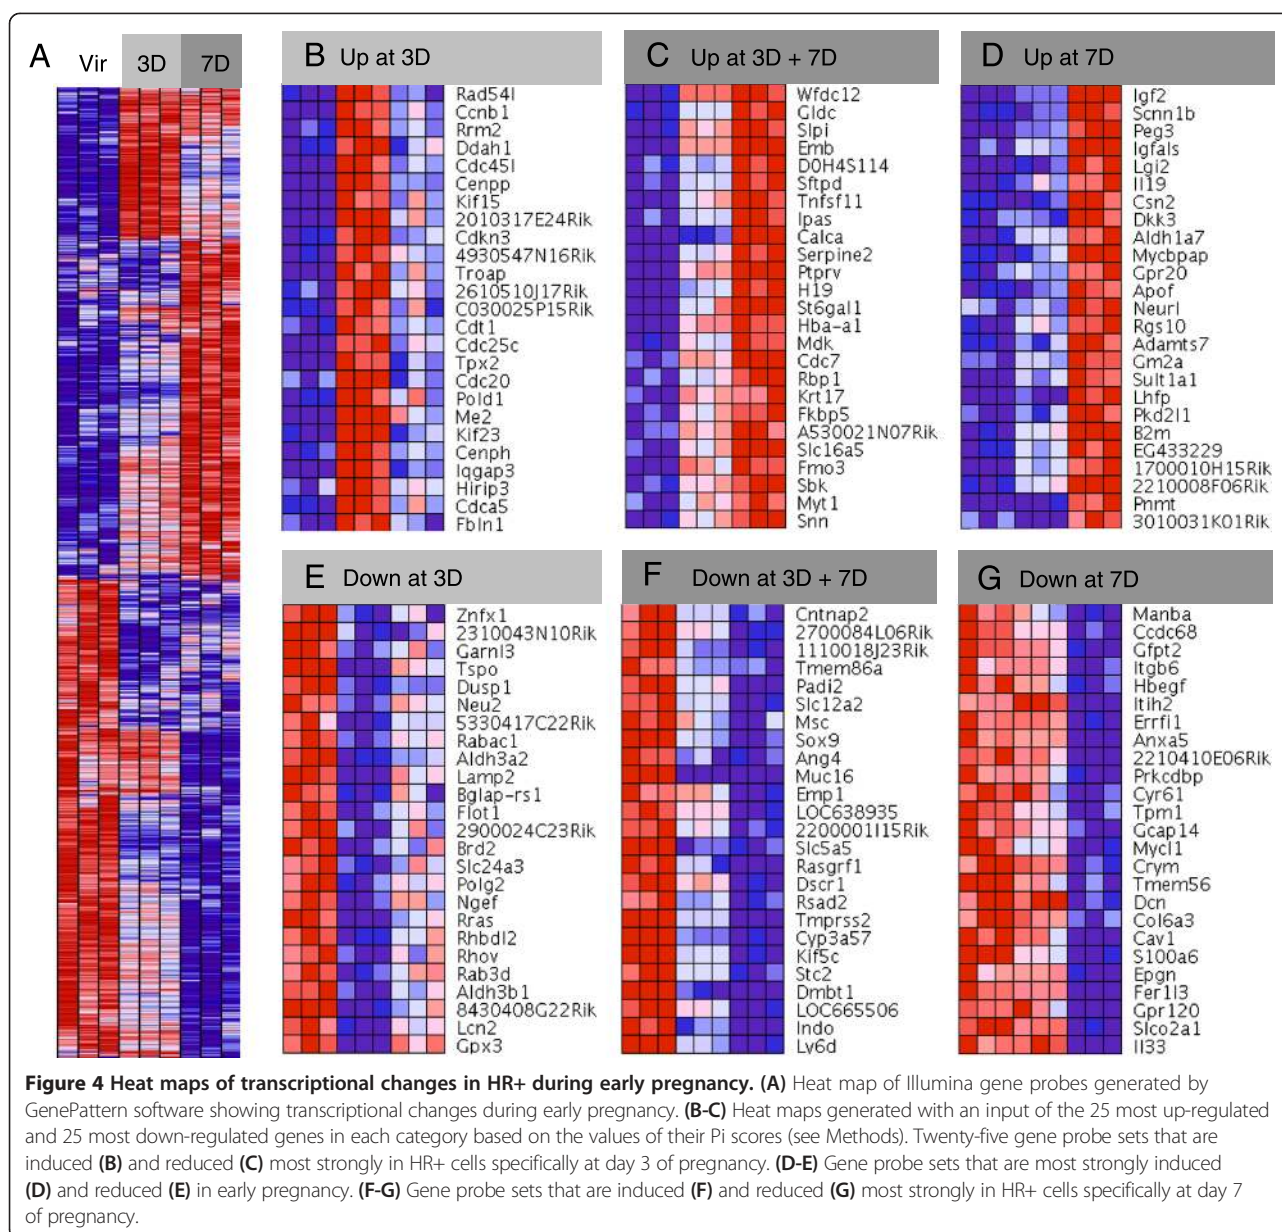 A
Vir
3D
7D
B Up at 3D
Rad54l
Ccnb1
Rrm2
Ddah1
Cdc45l
Cenpp
Kif15
2010317E24Rik
Cdkn3
4930547N16Rik
Troap
2610510J17Rik
C030025P15Rik
Cdt1
Cdc25c
Tpx2
Cdc20
Pold1
Me2
Kif23
Cenph
Iqgap3
Hirip3
Cdca5
Fbln1
C Up at 3D + 7D
Wfdc12
Gldc
Slpi
Emb
D0H4S114
Sftpd
Tnfsf11
Ipas
Calca
Serpine2
Ptprv
H19
St6gal1
Hba-a1
Mdk
Cdc7
Rbp1
Krt17
Fkbp5
A530021N07Rik
Slc16a5
Fmo3
Sbk
Myt1
Snn
D Up at 7D
Igf2
Scnn1b
Peg3
Igfals
Lgi2
Il19
Csn2
Dkk3
Aldh1a7
Mycbpap
Gpr20
Apof
Neurl
Rgs10
Adamts7
Gm2a
Sult1a1
Lhfp
Pkd2l1
B2m
EG433229
1700010H15Rik
2210008F06Rik
Pnmt
3010031K01Rik
E Down at 3D
Znfx1
2310043N10Rik
Garnl3
Tspo
Dusp1
Neu2
5330417C22Rik
Rabac1
Aldh3a2
Lamp2
Bglap-rs1
Flot1
2900024C23Rik
Brd2
Slc24a3
Polg2
Ngef
Rras
Rhbdl2
Rhov
Rab3d
Aldh3b1
8430408G22Rik
Lcn2
Gpx3
F Down at 3D + 7D
Cntnap2
2700084L06Rik
1110018J23Rik
Tmem86a
Padi2
Slc12a2
Msc
Sox9
Ang4
Muc16
Emp1
LOC638935
2200001I15Rik
Slc5a5
Rasgrf1
Dscr1
Rsad2
Tmprss2
Cyp3a57
Kif5c
Stc2
Dmbt1
LOC665506
Indo
Ly6d
G Down at 7D
Manba
Ccdc68
Gfpt2
Itgb6
Hbegf
Itih2
Errfi1
Anxa5
2210410E06Rik
Prkcdbp
Cyr61
Tpm1
Gcap14
Mycl1
Crym
Tmem56
Dcn
Col6a3
Cav1
S100a6
Epgn
Fer1l3
Gpr120
Slco2a1
Il33
Figure 4 Heat maps of transcriptional changes in HR+ during early pregnancy. (A) Heat map of Illumina gene probes generated by
GenePattern software showing transcriptional changes during early pregnancy. (B-C) Heat maps generated with an input of the 25 most up-regulated
and 25 most down-regulated genes in each category based on the values of their Pi scores (see Methods). Twenty-five gene probe sets that are
induced (B) and reduced (C) most strongly in HR+ cells specifically at day 3 of pregnancy. (D-E) Gene probe sets that are most strongly induced
(D) and reduced (E) in early pregnancy. (F-G) Gene probe sets that are induced (F) and reduced (G) most strongly in HR+ cells specifically at day 7
of pregnancy.